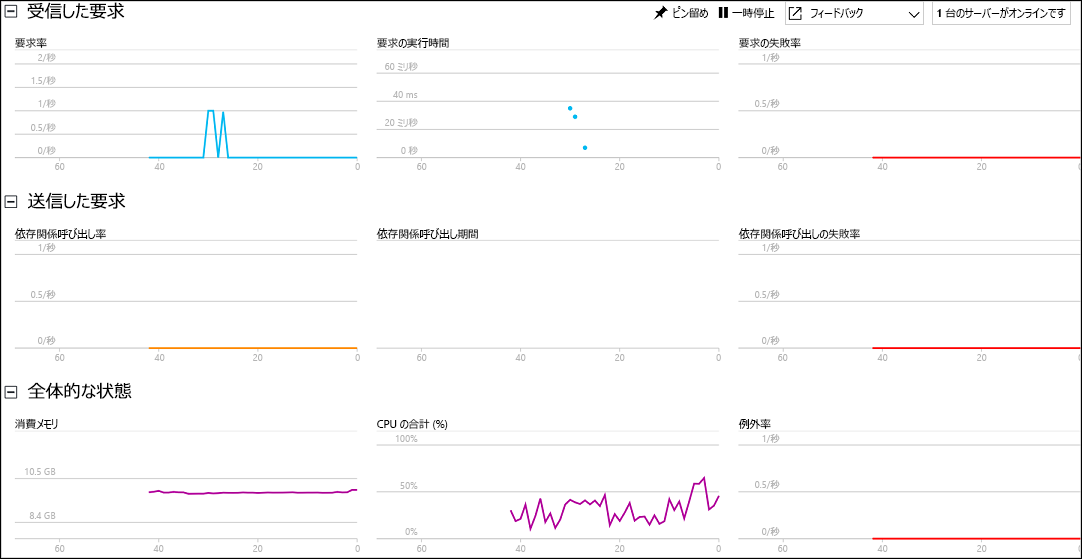 受信した要求
ピン留め 一時停止 フィードバック 1 台のサーバーがオンラインです
要求率 要求の実行時間 要求の失敗率
2/秒
1.5/秒
1/秒
0.5/秒
0/秒
60 40 20 0
60 ミリ秒
40 ms
20 ミリ秒
0 秒
60 40 20 0
1/秒
0.5/秒
0/秒
60 40 20
送信した要求
依存関係呼び出し率 依存関係呼び出し期間 依存関係呼び出しの失敗率
1/秒
0.5/秒
0/秒
60 40 20 0
60 40 20 0
1/秒
0.5/秒
0/秒
60 40 20
全体的な状態
消費メモリ CPU の合計 (%) 例外率
10.5 GB
8.4 GB
60 40 20 0
100%
50%
0%
60 40 20 0
1/秒
0.5/秒
0/秒
60 40 20